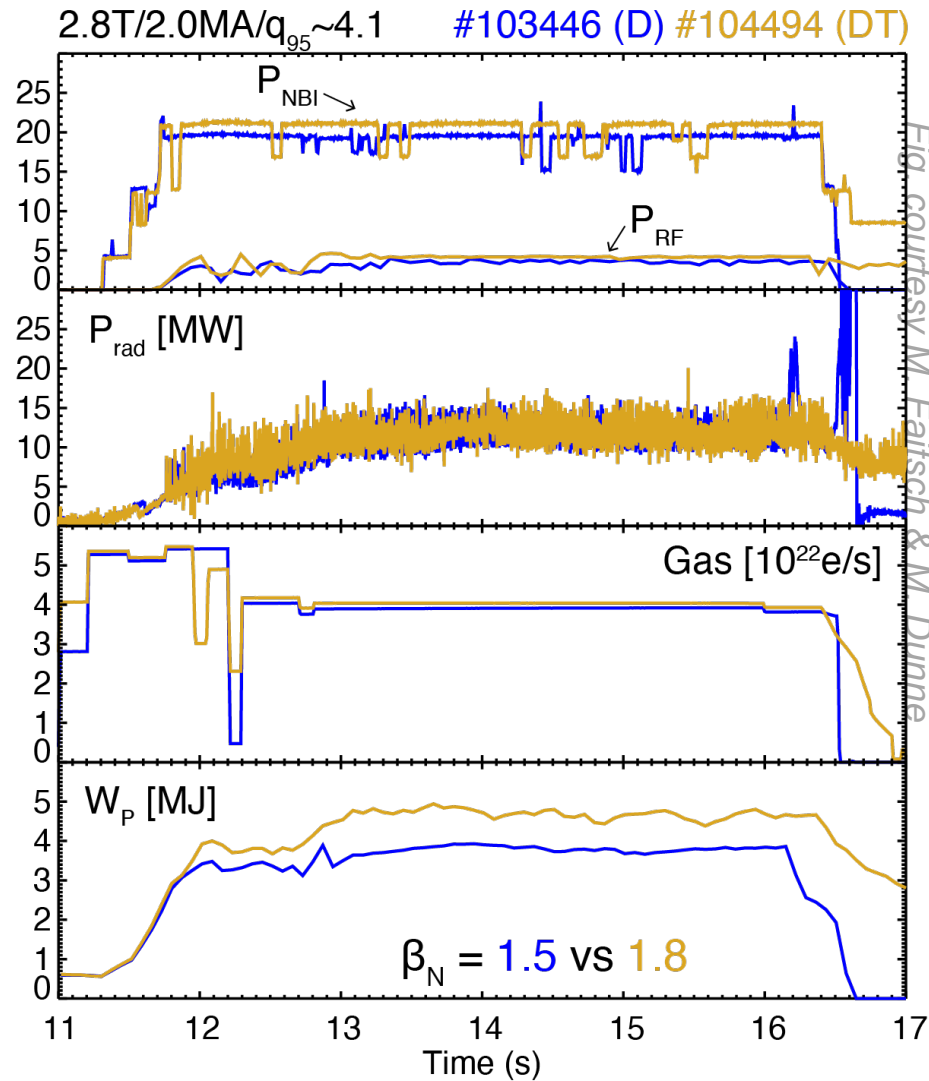 2.8T/2.0MA/q95~4.1 #103446 (D) #104494 (DT)
PNBI
25
20
15
10
5
0
PRF
Prad [MW]
25
20
15
10
5
0
Gas [10²²e/s]
5
4
3
2
1
0
WP [MJ]
5
4
3
2
1
0
βN = 1.5 vs 1.8
11 12 13 14 15 16 17
Time (s)
Fig. courtesy M. Faitsch & M. Dunne